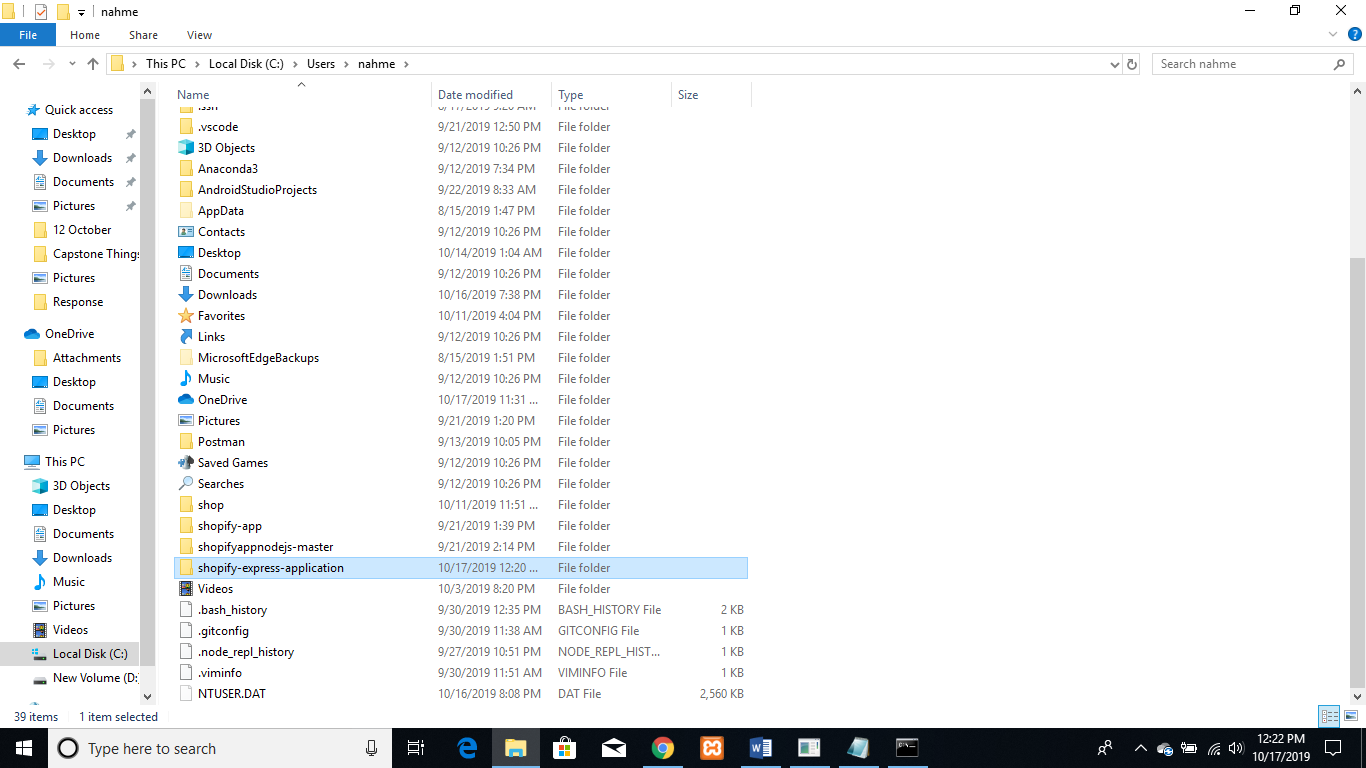 nahme
File Home Share View
This PC Local Disk (C:) Users nahme
Search nahme
Name Date modified Type Size
Quick access
Desktop
Downloads
Documents
Pictures
12 October
Capstone Things
Pictures
Response
OneDrive
Attachments
Desktop
Documents
Pictures
This PC
3D Objects
Desktop
Documents
Downloads
Music
Pictures
Videos
Local Disk (C:)
New Volume (D:
.ssh 8/17/2019 9:20 AM File folder
.vscode 9/21/2019 12:50 PM File folder
3D Objects 9/12/2019 10:26 PM File folder
Anaconda3 9/12/2019 7:34 PM File folder
AndroidStudioProjects 9/22/2019 8:33 AM File folder
AppData 8/15/2019 1:47 PM File folder
Contacts 9/12/2019 10:26 PM File folder
Desktop 10/14/2019 1:04 AM File folder
Documents 9/12/2019 10:26 PM File folder
Downloads 10/16/2019 7:38 PM File folder
Favorites 10/11/2019 4:04 PM File folder
Links 9/12/2019 10:26 PM File folder
MicrosoftEdgeBackups 8/15/2019 1:51 PM File folder
Music 9/12/2019 10:26 PM File folder
OneDrive 10/17/2019 11:31 ... File folder
Pictures 9/21/2019 1:20 PM File folder
Postman 9/13/2019 10:05 PM File folder
Saved Games 9/12/2019 10:26 PM File folder
Searches 9/12/2019 10:26 PM File folder
shop 10/11/2019 11:51 ... File folder
shopify-app 9/21/2019 1:39 PM File folder
shopifyappnodejs-master 9/21/2019 2:14 PM File folder
shopify-express-application 10/17/2019 12:20 ... File folder
Videos 10/3/2019 8:20 PM File folder
.bash_history 9/30/2019 12:35 PM BASH_HISTORY File 2 KB
.gitconfig 9/30/2019 11:38 AM GITCONFIG File 1 KB
.node_repl_history 9/27/2019 10:51 PM NODE_REPL_HIST... 1 KB
.viminfo 9/30/2019 11:51 AM VIMINFO File 1 KB
NTUSER.DAT 10/16/2019 8:08 PM DAT File 2,560 KB
39 items 1 item selected
Type here to search
12:22 PM
10/17/2019